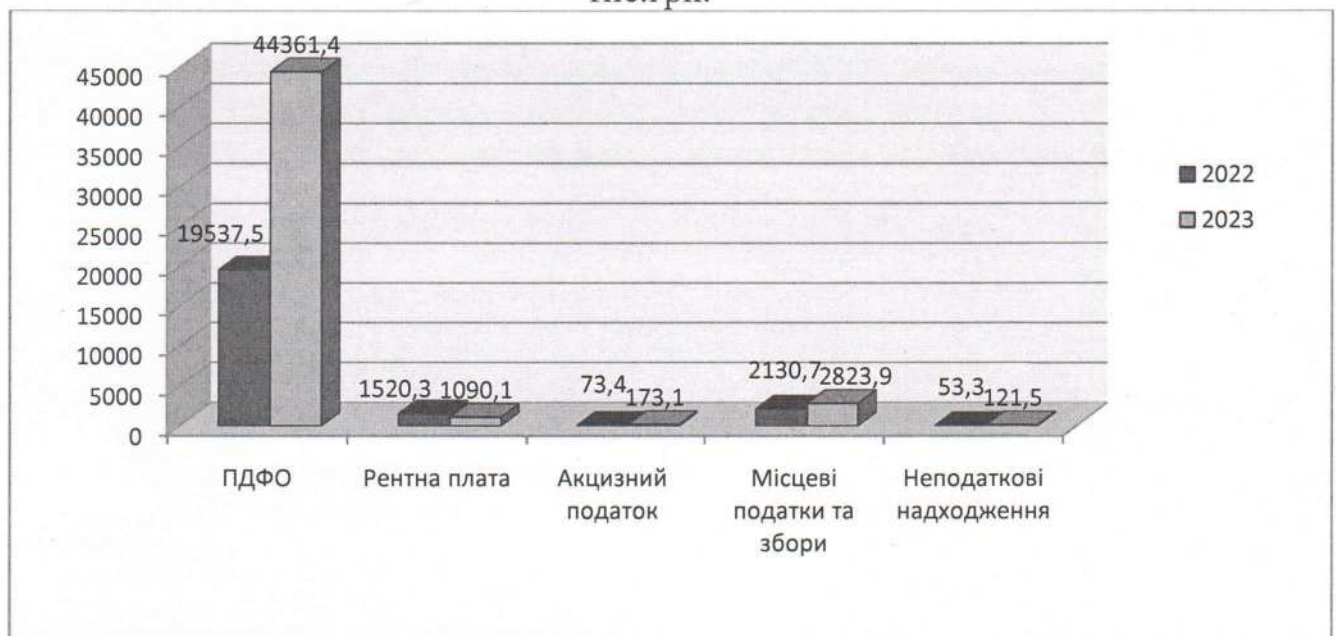 44361,4
45000
40000
35000
30000
25000
20000
15000
10000
5000
0
19537,5
1520,3 1090,1
73,4
173,1
2130,7
2823,9
53,3
121,5
2022
2023
ПДФО
Рентна плата
Акцизний
податок
Місцеві
податки та
збори
Неподаткові
надходження